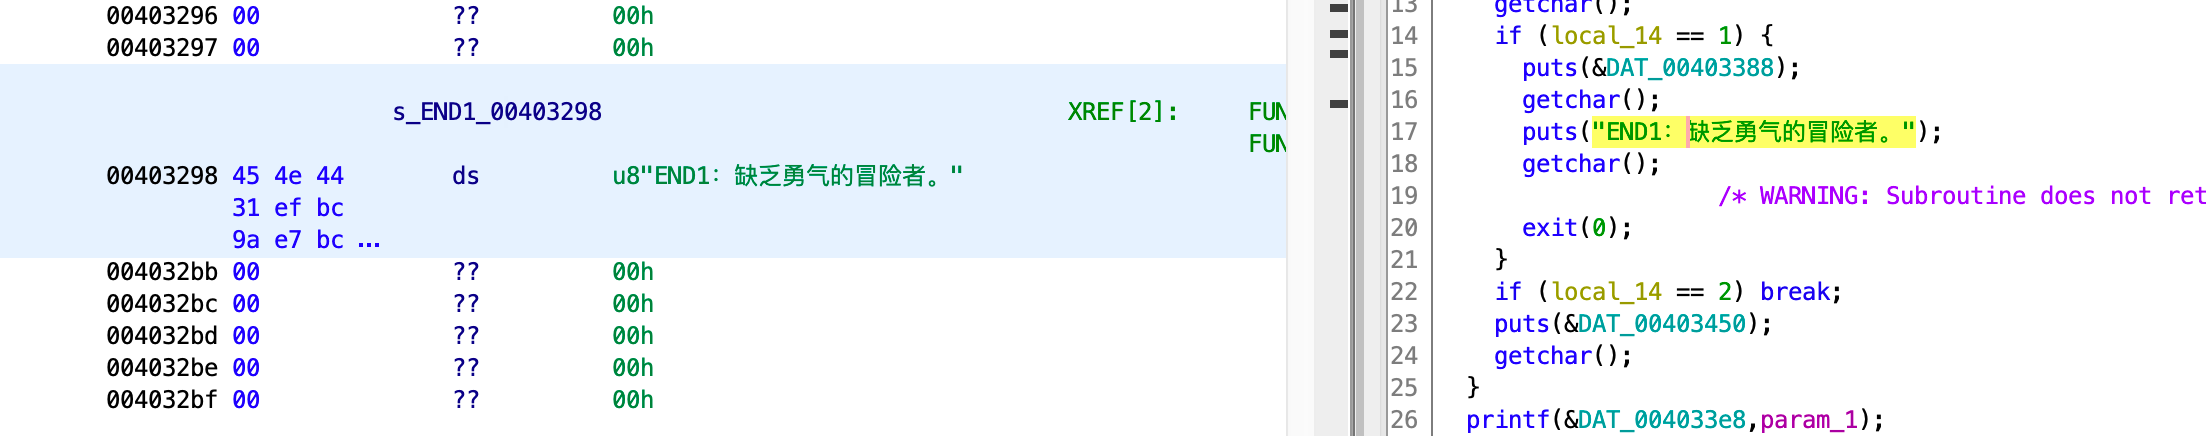 00403296 00 ?? 00h
00403297 00 ?? 00h
s_END1_00403298 XREF[2]: FUN
FUN
00403298 45 4e 44 ds u8"END1：缺乏勇气的冒险者。"
31 ef bc
9a e7 bc ...
004032bb 00 ?? 00h
004032bc 00 ?? 00h
004032bd 00 ?? 00h
004032be 00 ?? 00h
004032bf 00 ?? 00h
13 getchar();
14 if (local_14 == 1) {
15 puts(&DAT_00403388);
16 getchar();
17 puts("END1：缺乏勇气的冒险者。");
18 getchar();
19 /* WARNING: Subroutine does not ret
20 exit(0);
21 }
22 if (local_14 == 2) break;
23 puts(&DAT_00403450);
24 getchar();
25 }
26 printf(&DAT_004033e8,param_1);